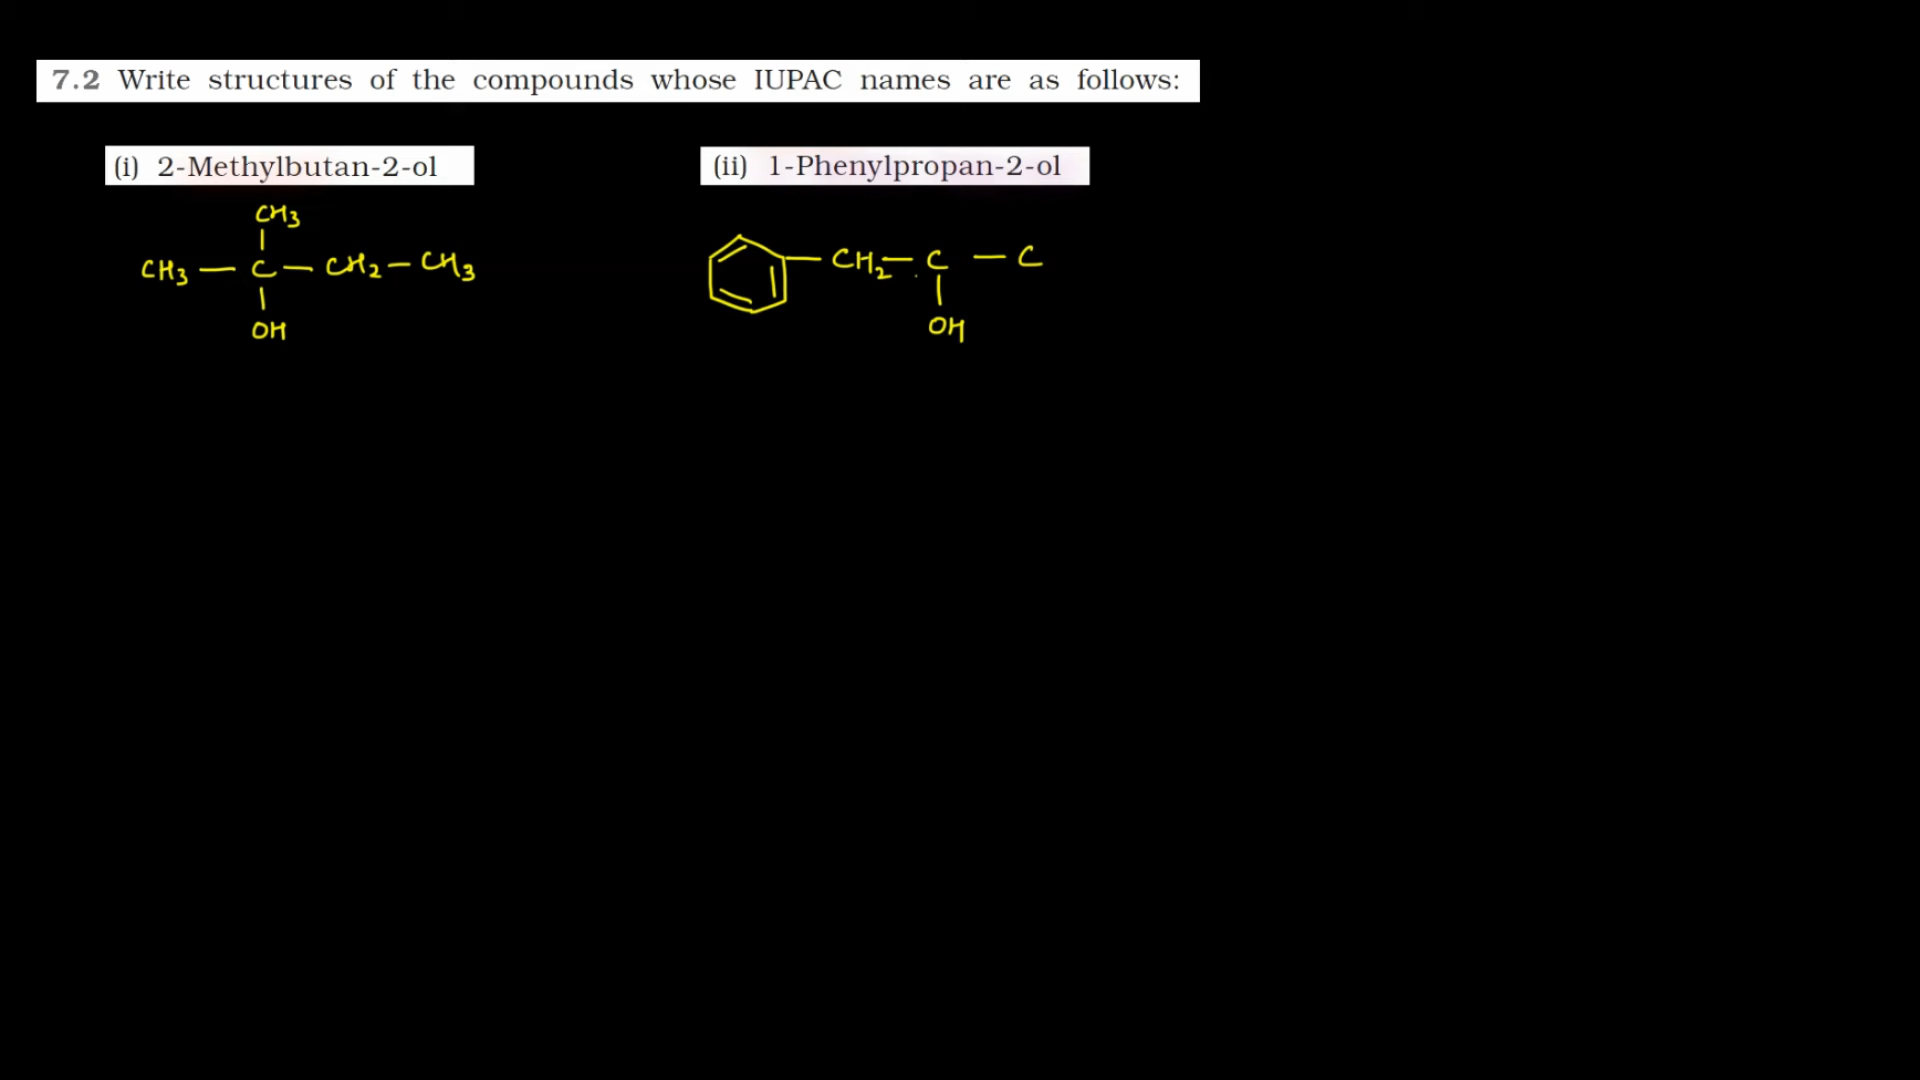 7.2 Write structures of the compounds whose IUPAC names are as follows:
(i) 2-Methylbutan-2-ol
(ii) 1-Phenylpropan-2-ol
CH3
CH3 — C — CH2 — CH3
OH
— CH2 — C — C
OH